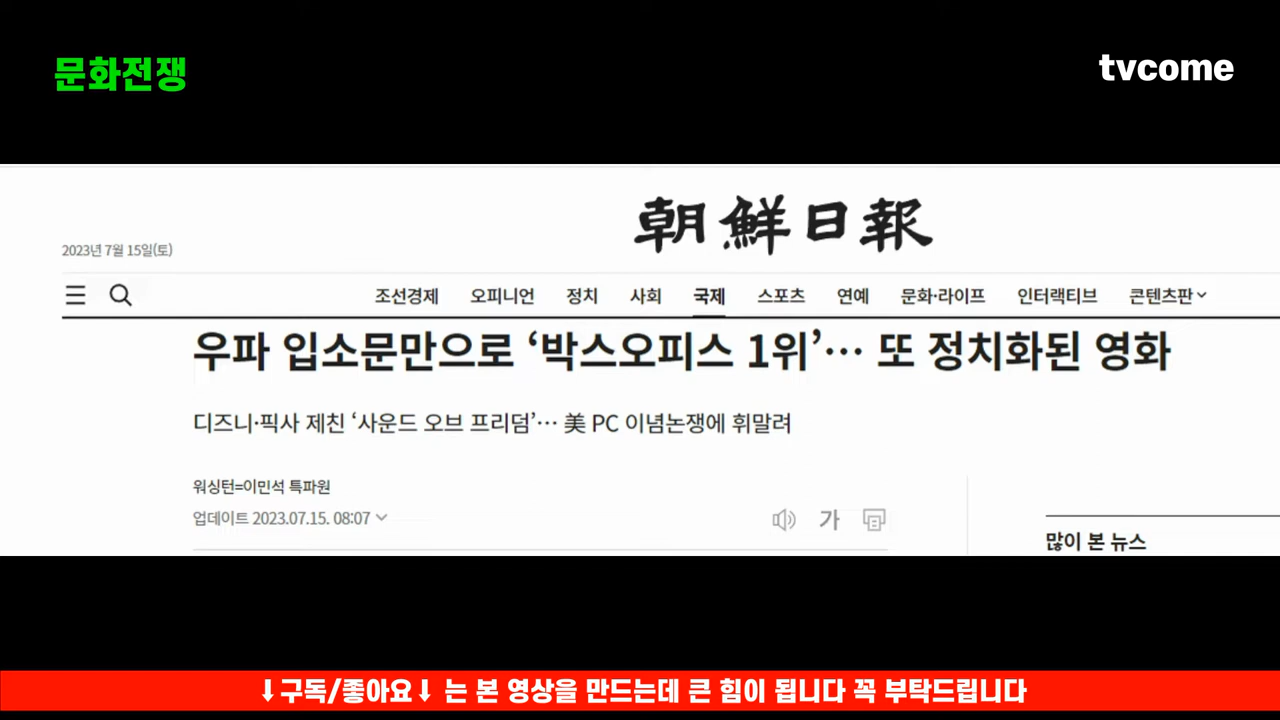 문화전쟁
tvcome
朝鮮日報
2023년 7월 15일(토)
조선경제 오피니언 정치 사회 국제 스포츠 연예 문화·라이프 인터랙티브 콘텐츠판
우파 입소문만으로 ‘박스오피스 1위’… 또 정치화된 영화
디즈니·픽사 제친 ‘사운드 오브 프리덤’… 美 PC 이념논쟁에 휘말려
워싱턴=이민석 특파원
업데이트 2023.07.15. 08:07
가
많이 본 뉴스
↓구독/좋아요↓ 는 본 영상을 만드는데 큰 힘이 됩니다 꼭 부탁드립니다